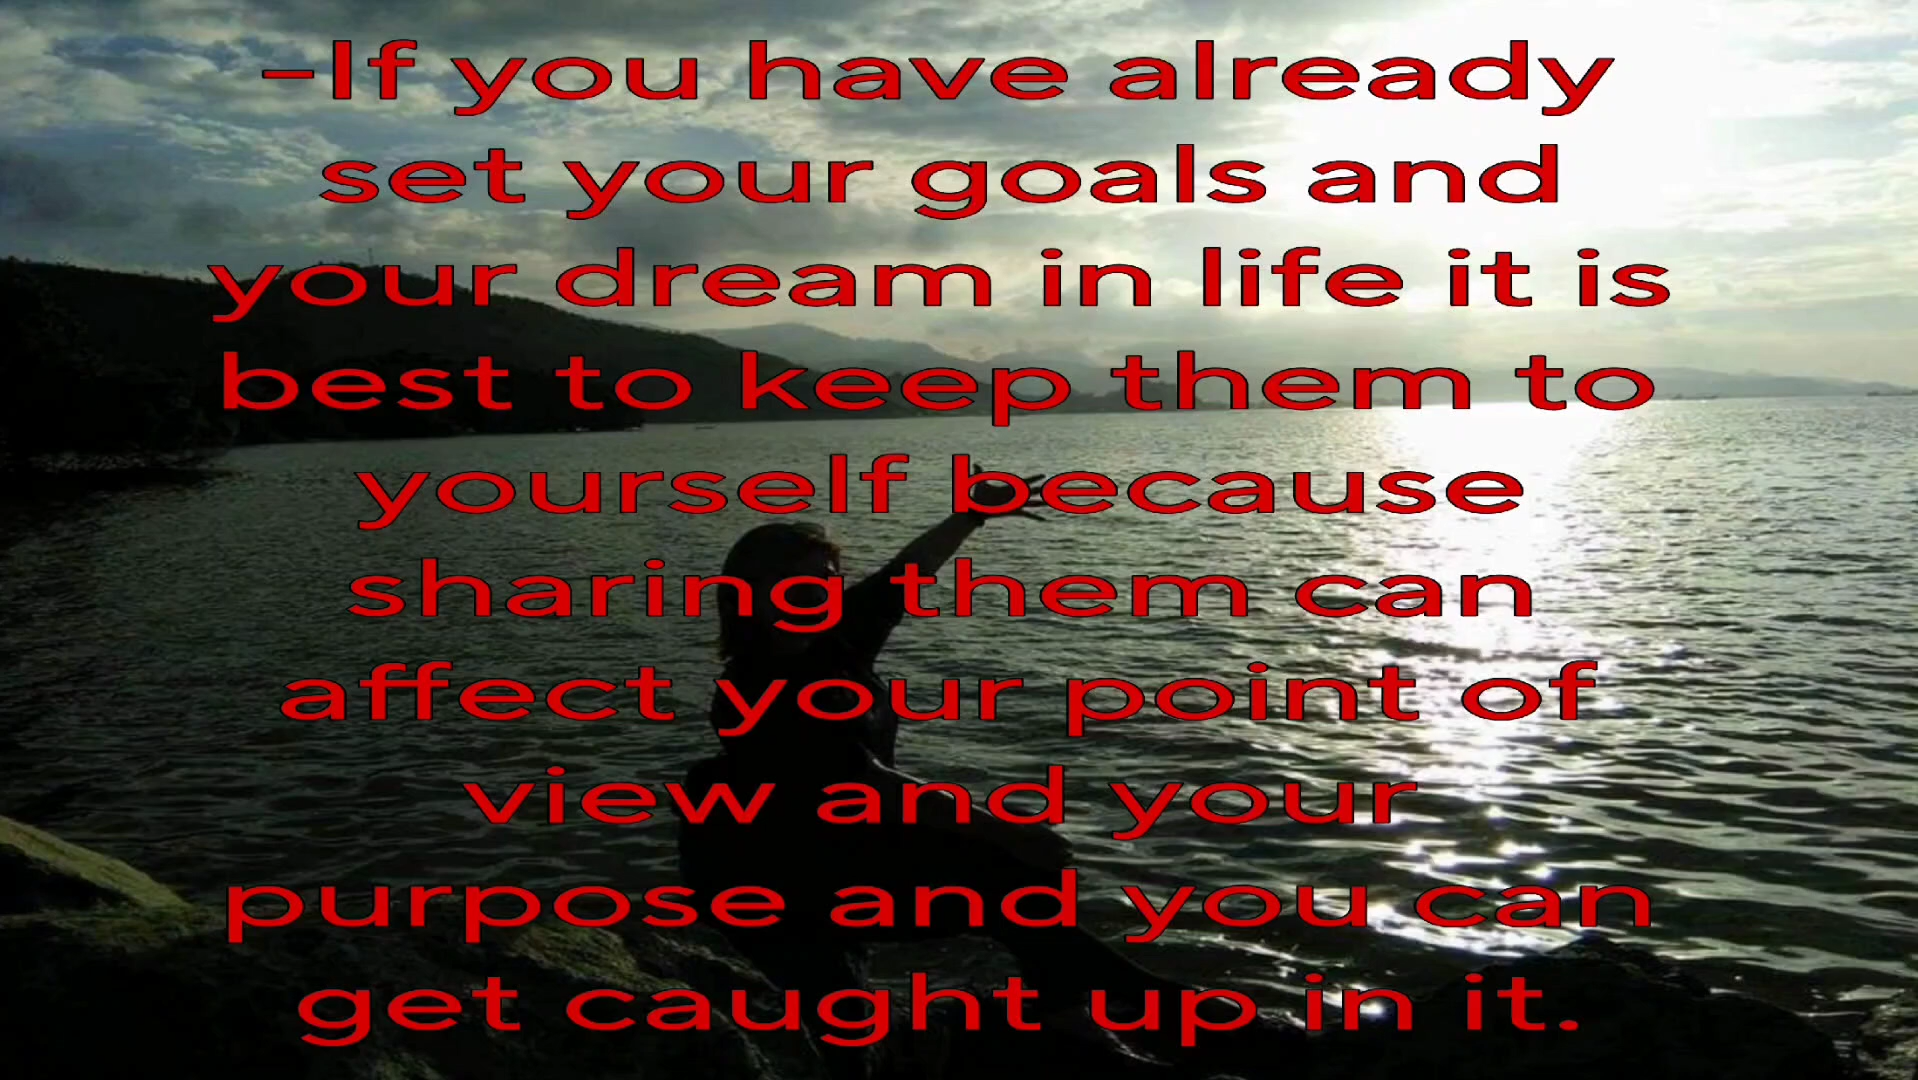 -If you have already
set your goals and
your dream in life it is
best to keep them to
yourself because
sharing them can
affect your point of
view and your
purpose and you can
get caught up in it.